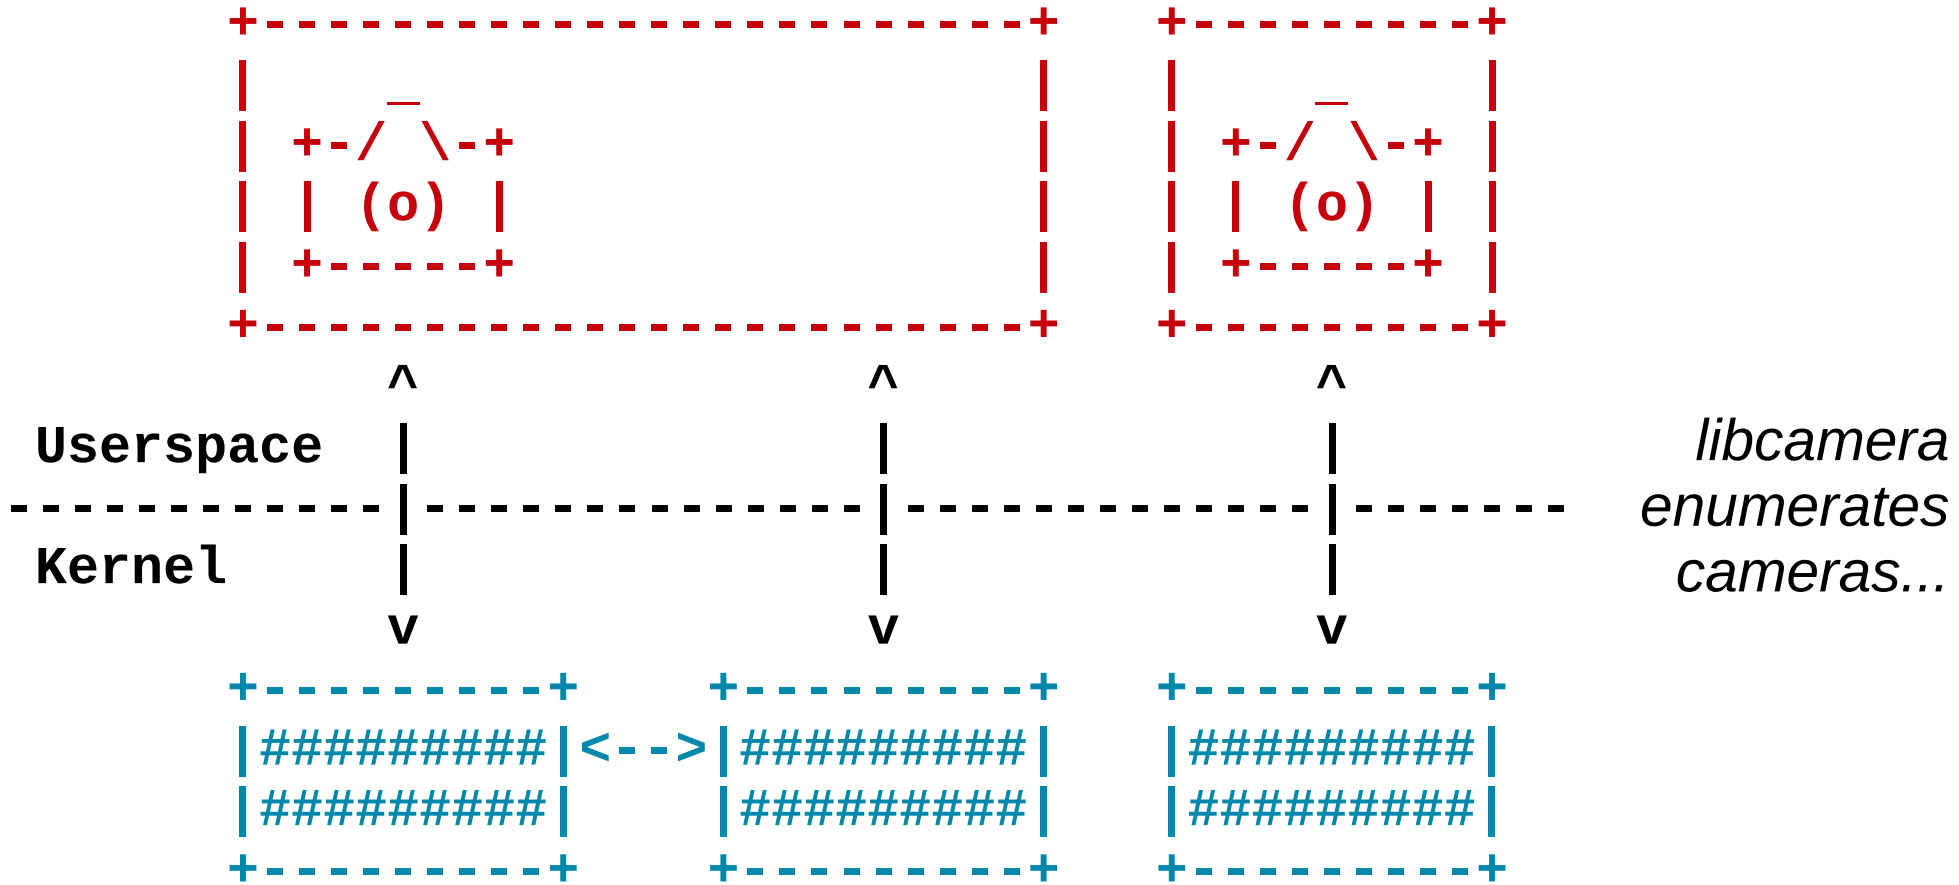 +------------------------+   +---------+
|                        |   |         |
|    _                   |   |    _    |
| +-/ \-+                |   | +-/ \-+ |
| | (o) |                |   | | (o) | |
| +-----+                |   | +-----+ |
+------------------------+   +---------+
^              ^             ^
Userspace | | |
------------|--------------|-------------|-------
Kernel | | |
v              v             v
+---------+    +---------+   +---------+
|#########|<-->|#########|   |#########|
|#########|    |#########|   |#########|
+---------+    +---------+   +---------+
libcamera
enumerates
cameras...